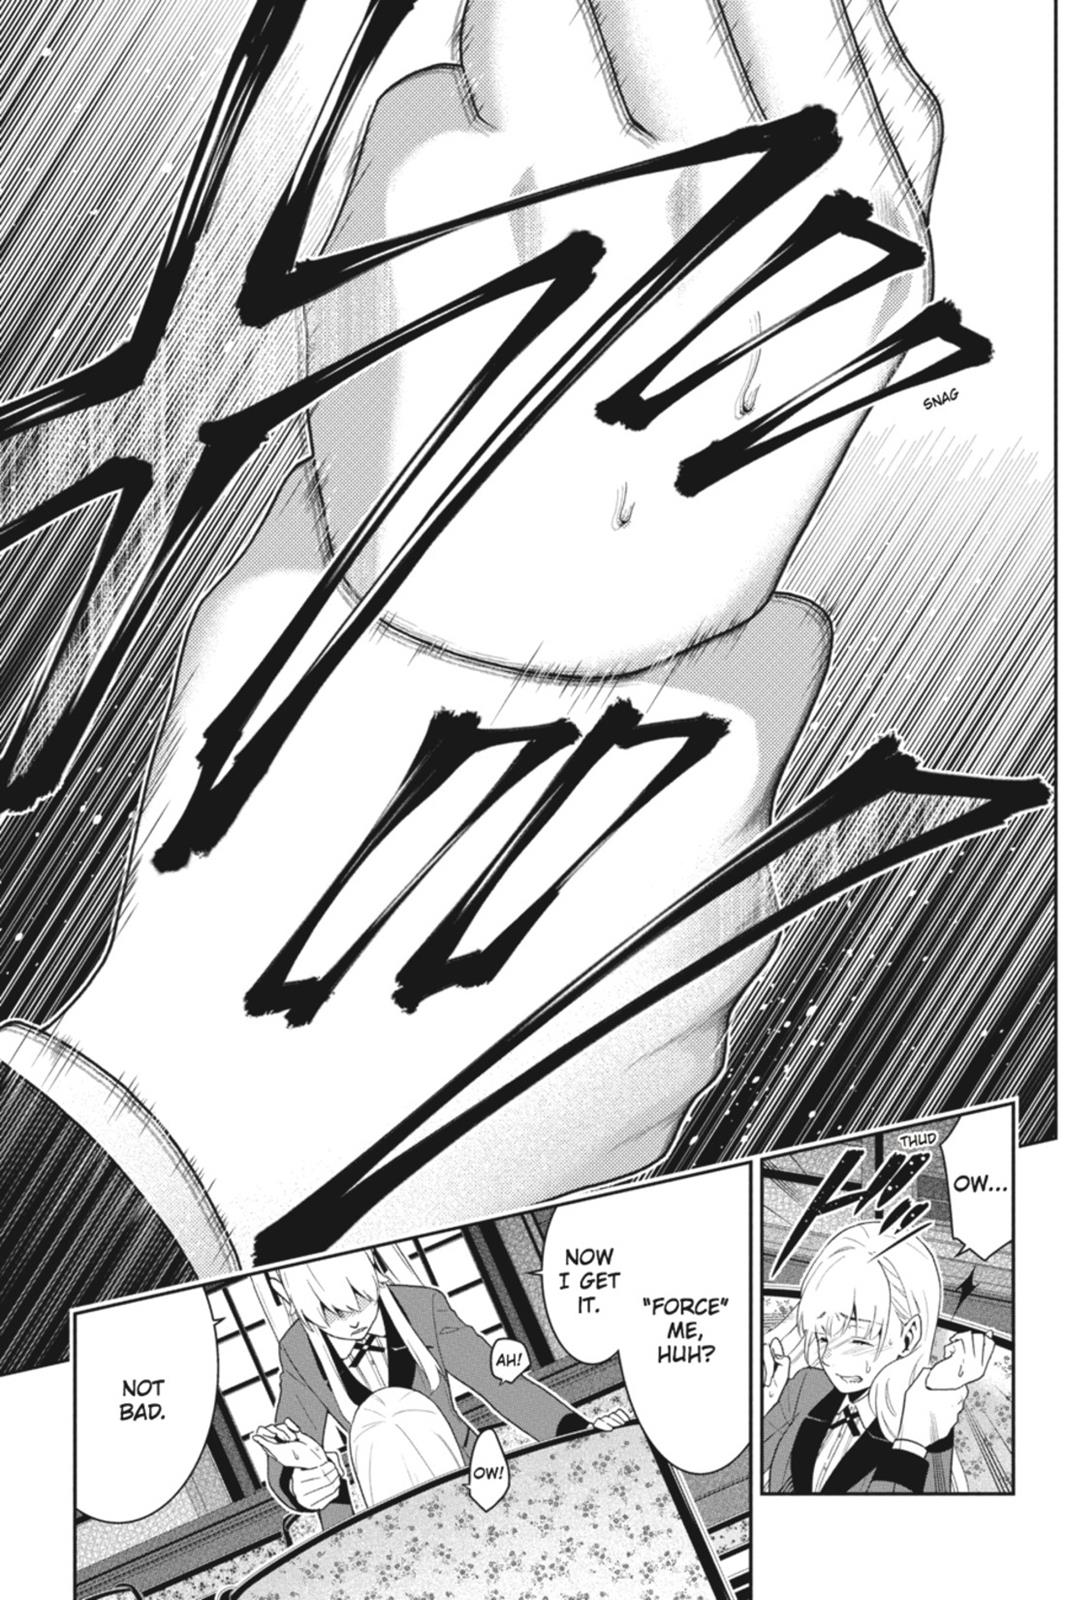 SNAG
THUD
OW...
"FORCE"
ME,
HUH?
NOW
I GET
IT.
AH!
OW!
NOT
BAD.